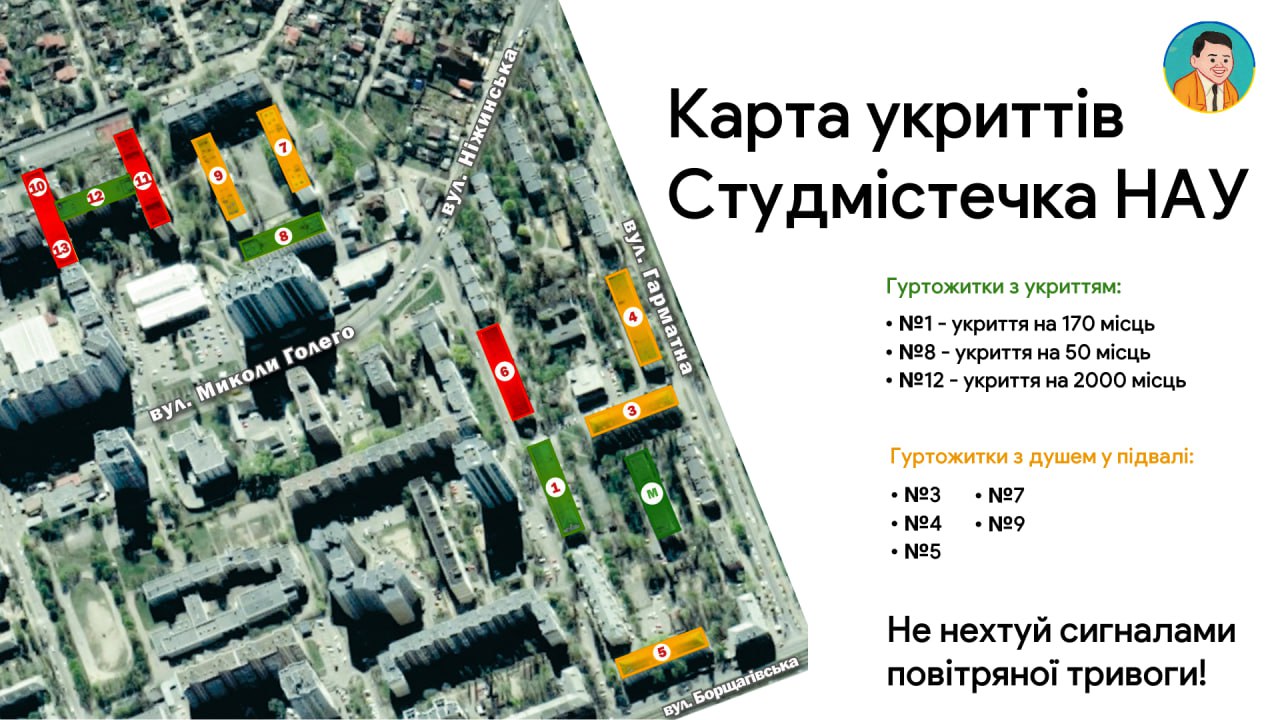 Карта укриттів
Студмістечка НАУ
Гуртожитки з укриттям:
• №1 - укриття на 170 місць
• №8 - укриття на 50 місць
• №12 - укриття на 2000 місць
Гуртожитки з душем у підвалі:
• №3
• №4
• №5
• №7
• №9
Не нехтуй сигналами
повітряної тривоги!
вул. Ніжинська
вул. Гарматна
вул. Миколи Голего
вул. Борщагівська
10
12
11
13
9
7
8
4
6
3
1
М
5